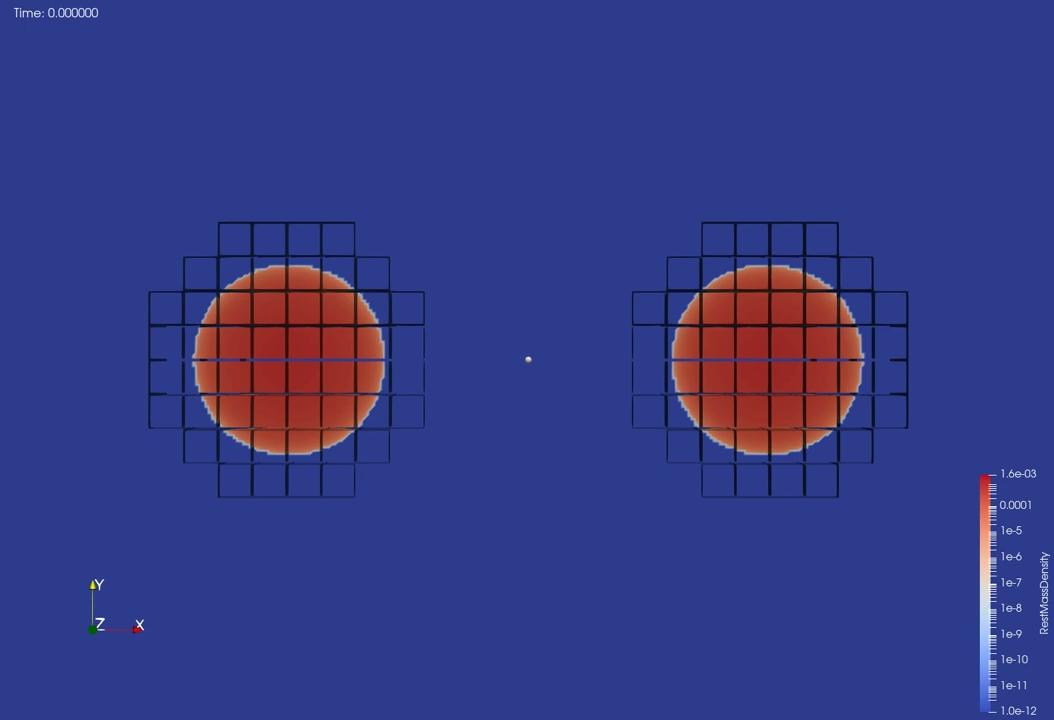 Time: 0.000000
1.6e-03
0.0001
1e-5
1e-6
1e-7
1e-8
1e-9
1e-10
1e-11
1.0e-12
RestMassDensity
Y
Z
X